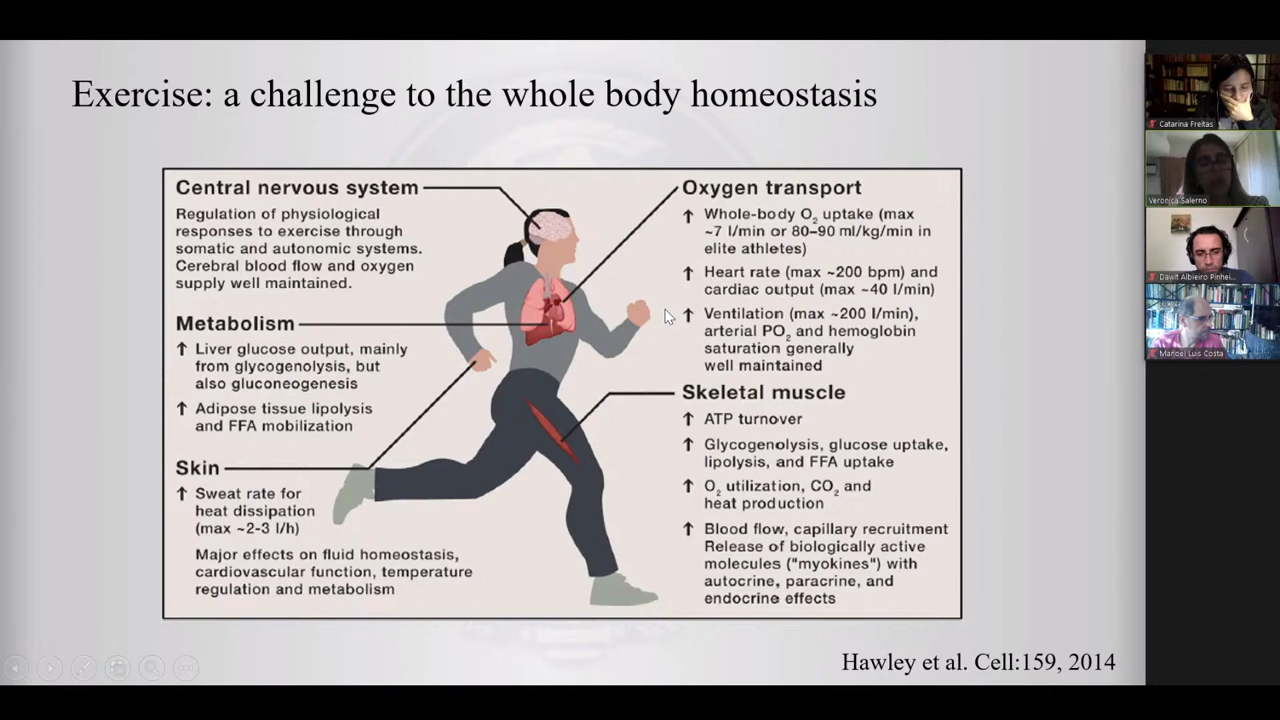 Exercise: a challenge to the whole body homeostasis
Central nervous system
Regulation of physiological
responses to exercise through
somatic and autonomic systems.
Cerebral blood flow and oxygen
supply well maintained.
Metabolism
↑ Liver glucose output, mainly
from glycogenolysis, but
also gluconeogenesis
↑ Adipose tissue lipolysis
and FFA mobilization
Skin
↑ Sweat rate for
heat dissipation
(max ~2-3 l/h)
Major effects on fluid homeostasis,
cardiovascular function, temperature
regulation and metabolism
Oxygen transport
↑ Whole-body O₂ uptake (max
~7 l/min or 80–90 ml/kg/min in
elite athletes)
↑ Heart rate (max ~200 bpm) and
cardiac output (max ~40 l/min)
↑ Ventilation (max ~200 l/min),
arterial PO₂ and hemoglobin
saturation generally
well maintained
Skeletal muscle
↑ ATP turnover
↑ Glycogenolysis, glucose uptake,
lipolysis, and FFA uptake
↑ O₂ utilization, CO₂ and
heat production
↑ Blood flow, capillary recruitment
Release of biologically active
molecules ("myokines") with
autocrine, paracrine, and
endocrine effects
Hawley et al. Cell:159, 2014
Catarina Freitas
Veronica Salerno
Dawit Albieiro Pinhei...
Manoel Luis Costa